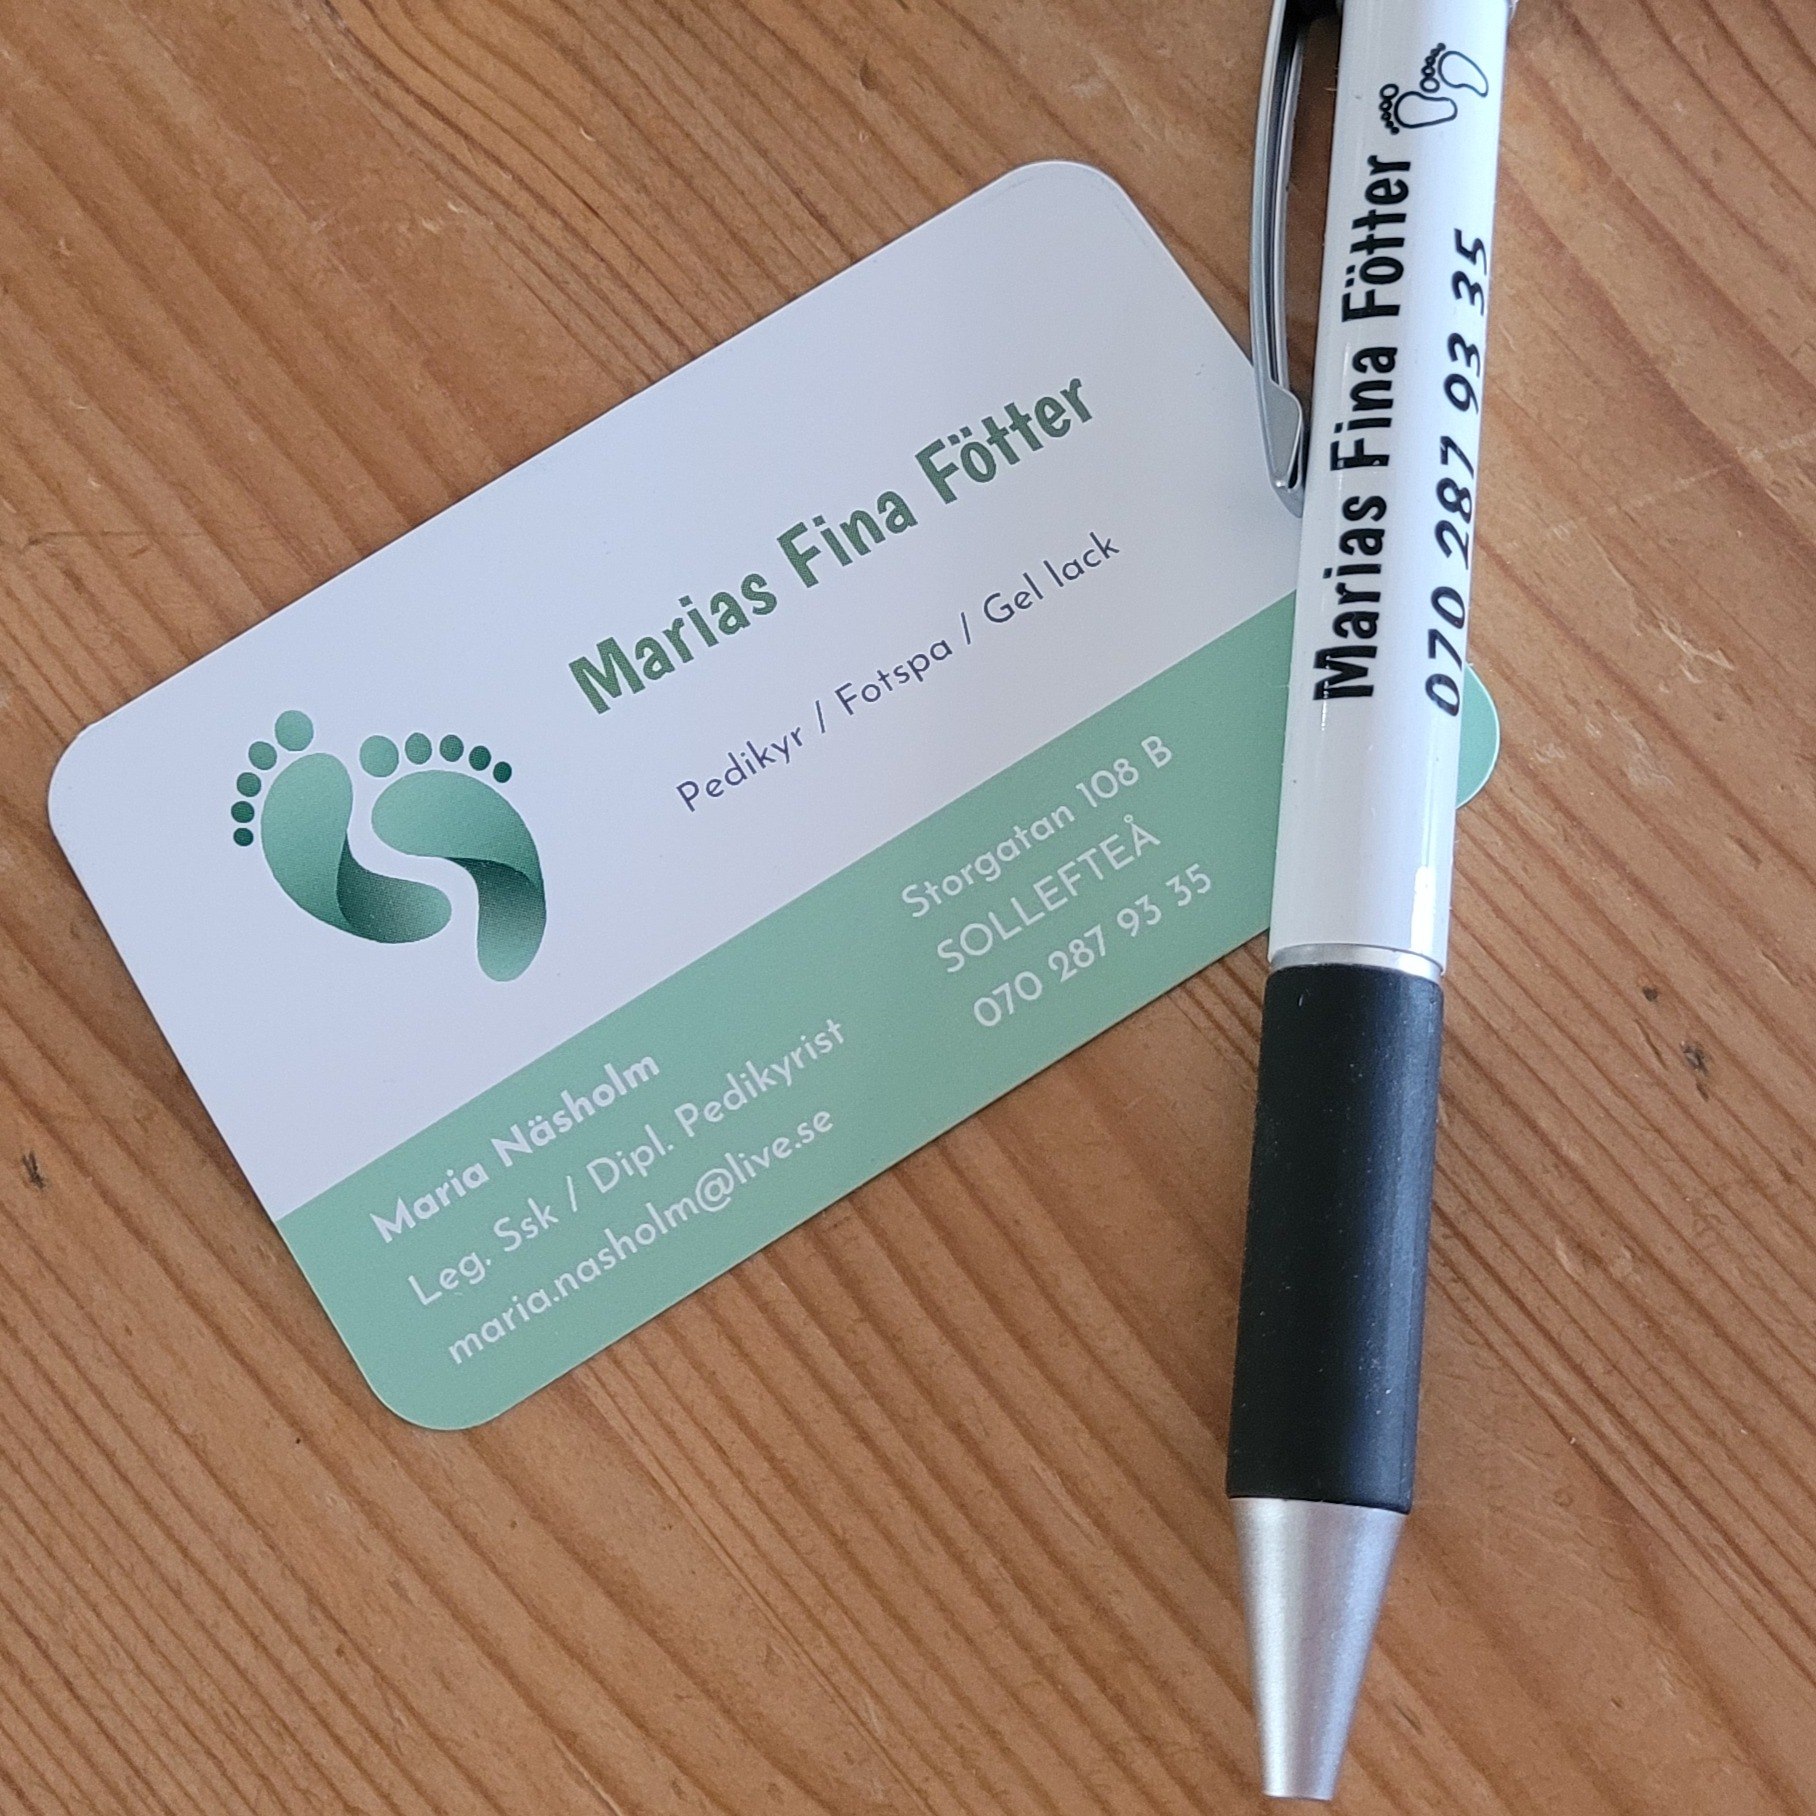 Marias Fina Fötter
Pedikyr / Fotspa / Gel lack
Maria Näsholm
Leg. Ssk / Dipl. Pedikyrist
maria.nasholm@live.se
Storgatan 108 B
SOLLEFTEÅ
070 287 93 35
Marias Fina Fötter
070 287 93 35